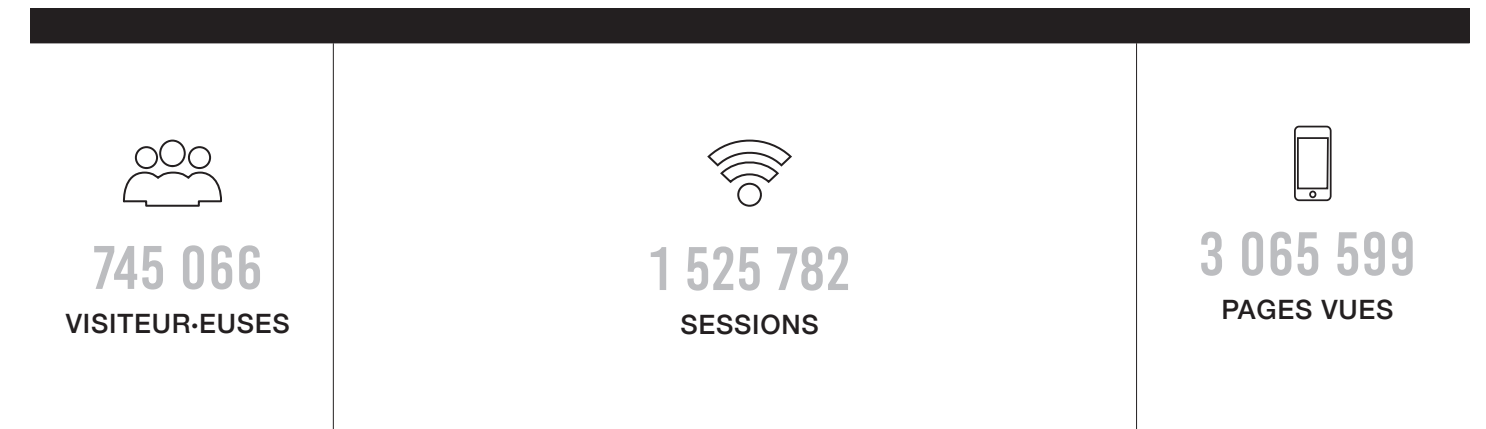 745 066
VISITEUR•EUSES
1 525 782
SESSIONS
3 065 599
PAGES VUES